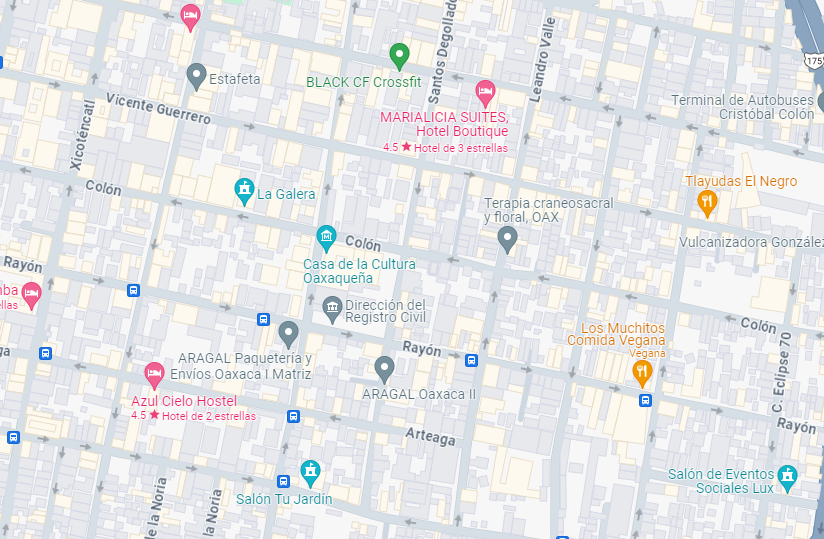 Santos Degollado
Leandro Valle
175
Estafeta
BLACK CF Crossfit
Vicente Guerrero
Xicoténcatl
MARIALICIA SUITES,
Hotel Boutique
4.5 ★ Hotel de 3 estrellas
Terminal de Autobuses
Cristóbal Colón
Tlayudas El Negro
Colón
La Galera
Terapia craneosacral
y floral, OAX
Colón
Vulcanizadora González
Casa de la Cultura
Oaxaqueña
Rayón
Dirección del
Registro Civil
Colón
Los Muchitos
Comida Vegana
Vegana
C. Eclipse 70
ARAGAL Paquetería y
Envíos Oaxaca I Matriz
Rayón
ARAGAL Oaxaca II
Azul Cielo Hostel
4.5 ★ Hotel de 2 estrellas
Rayón
Arteaga
Salón Tu Jardín
Salón de Eventos
Sociales Lux
de la Noria
la Noria